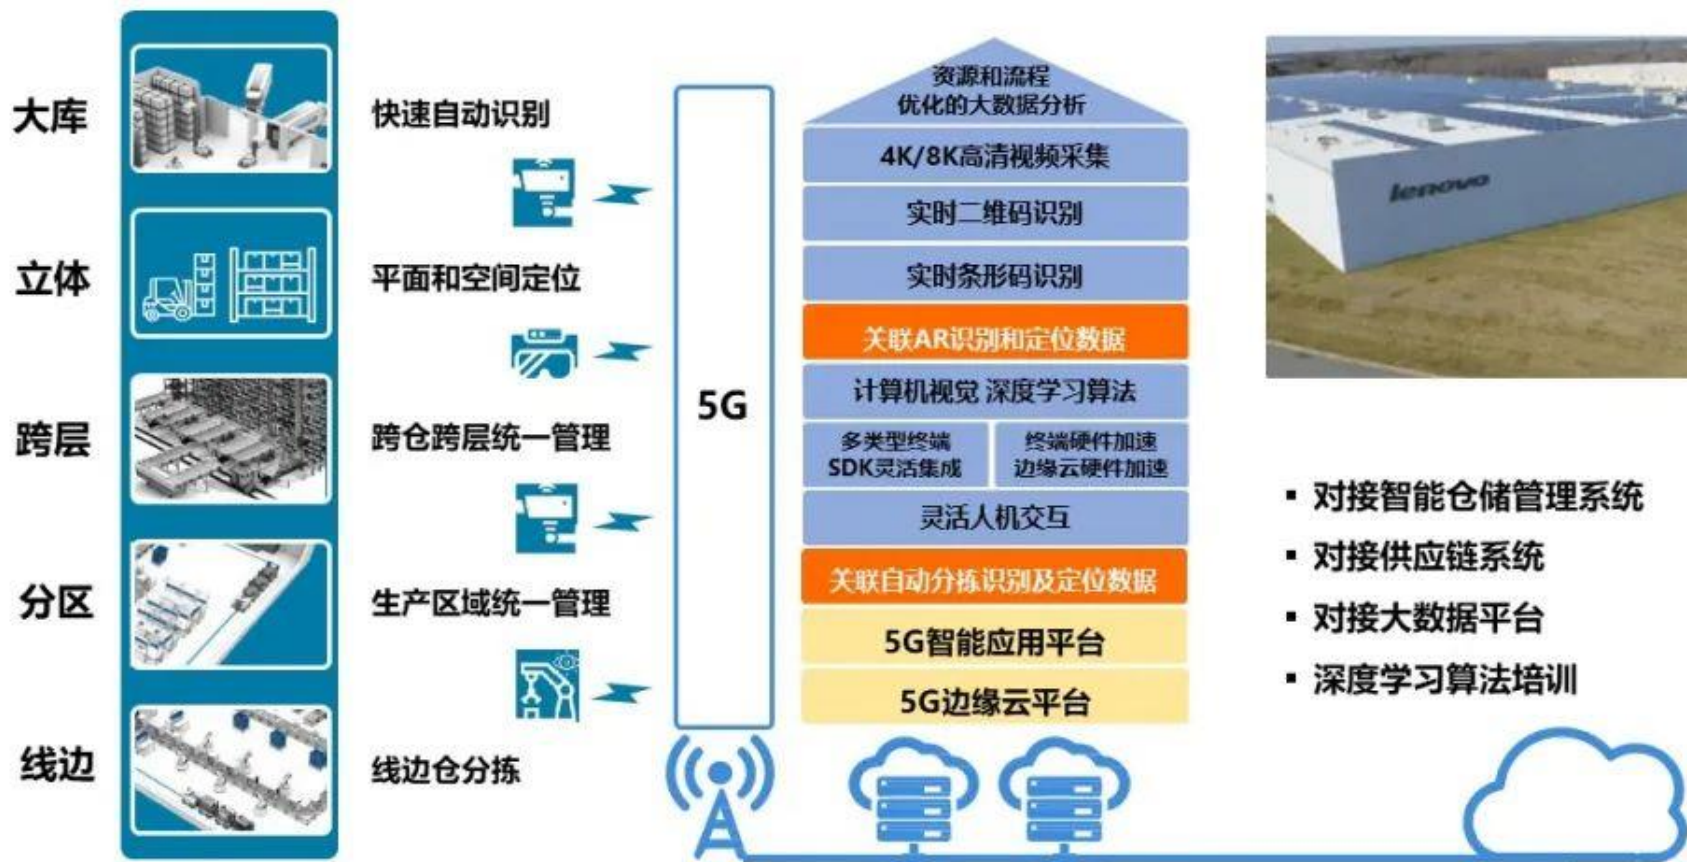 大库
快速自动识别
立体
平面和空间定位
跨层
跨仓跨层统一管理
分区
生产区域统一管理
线边
线边仓分拣
5G
资源和流程
优化的大数据分析
4K/8K高清视频采集
实时二维码识别
实时条形码识别
关联AR识别和定位数据
计算机视觉 深度学习算法
多类型终端
SDK灵活集成
终端硬件加速
边缘云硬件加速
灵活人机交互
关联自动分拣识别及定位数据
5G智能应用平台
5G边缘云平台
lenovo
▪ 对接智能仓储管理系统
▪ 对接供应链系统
▪ 对接大数据平台
▪ 深度学习算法培训